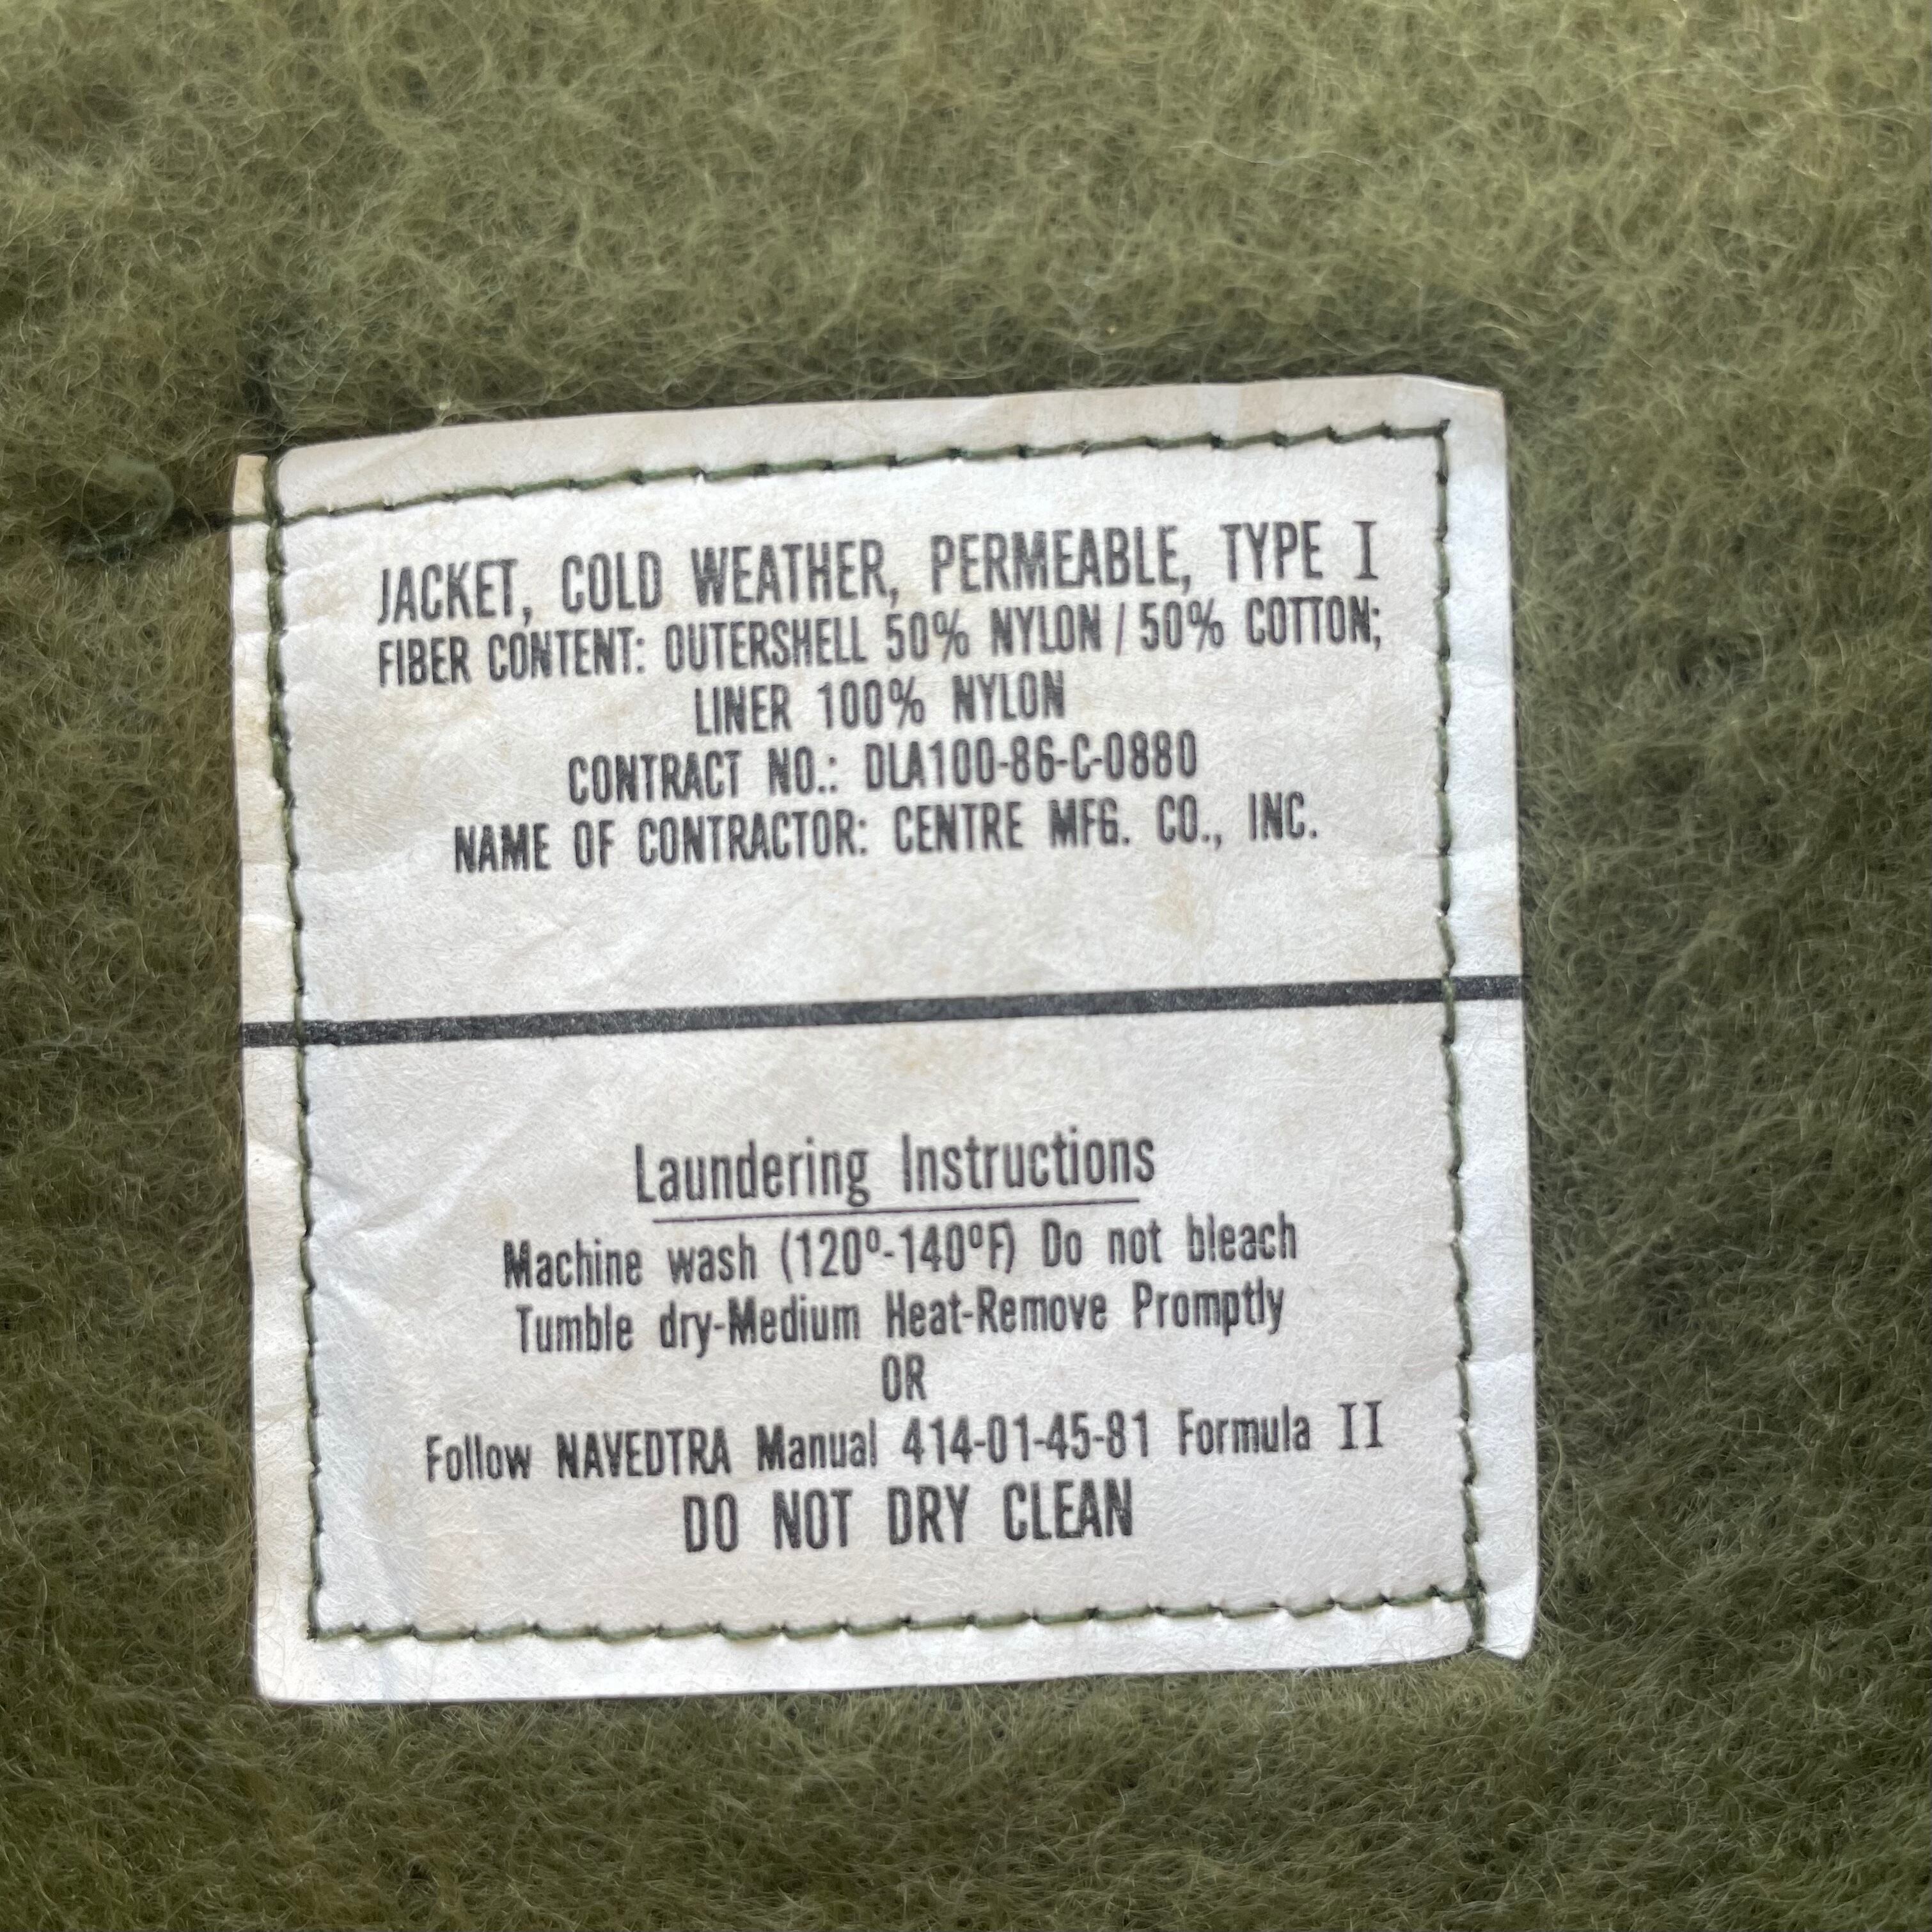 JACKET, COLD WEATHER, PERMEABLE, TYPE I
FIBER CONTENT: OUTERSHELL 50% NYLON / 50% COTTON;
LINER 100% NYLON
CONTRACT NO.: DLA100-86-C-0880
NAME OF CONTRACTOR: CENTRE MFG. CO., INC.
Laundering Instructions
Machine wash (120º-140ºF) Do not bleach
Tumble dry-Medium Heat-Remove Promptly
OR
Follow NAVEDTRA Manual 414-01-45-81 Formula II
DO NOT DRY CLEAN